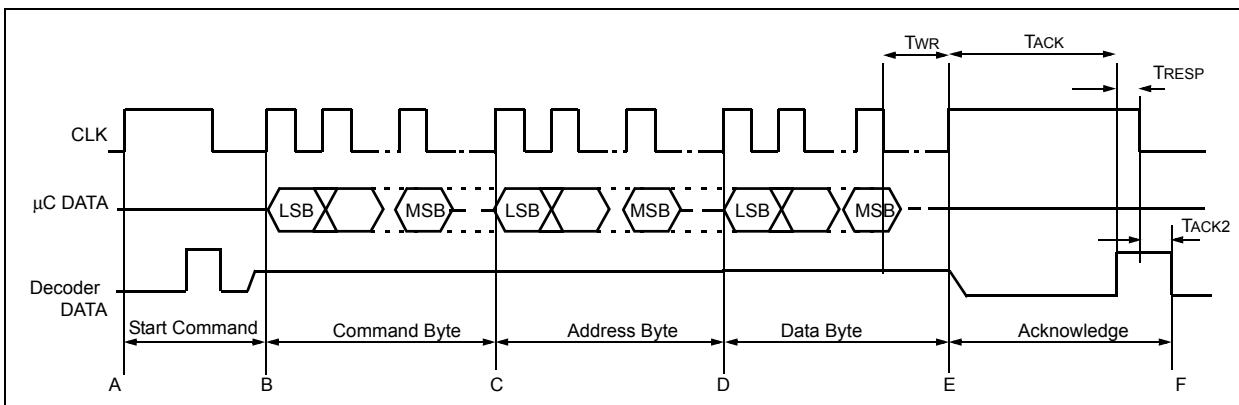 TWR
TACK
TRESP
CLK
μC DATA
LSB
MSB
LSB
MSB
LSB
MSB
TACK2
Decoder
DATA
Start Command
Command Byte
Address Byte
Data Byte
Acknowledge
A
B
C
D
E
F